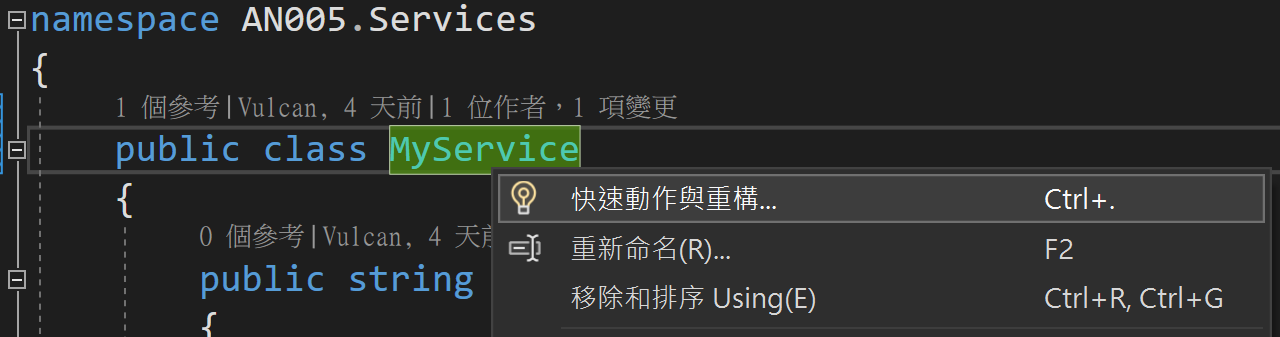 namespace AN005.Services
{
1 個參考|Vulcan, 4 天前|1 位作者，1 項變更
public class MyService
{
快速動作與重構... Ctrl+.
0 個參考|Vulcan, 4 天前
重新命名(R)... F2
public string
移除和排序 Using(E) Ctrl+R, Ctrl+G
{